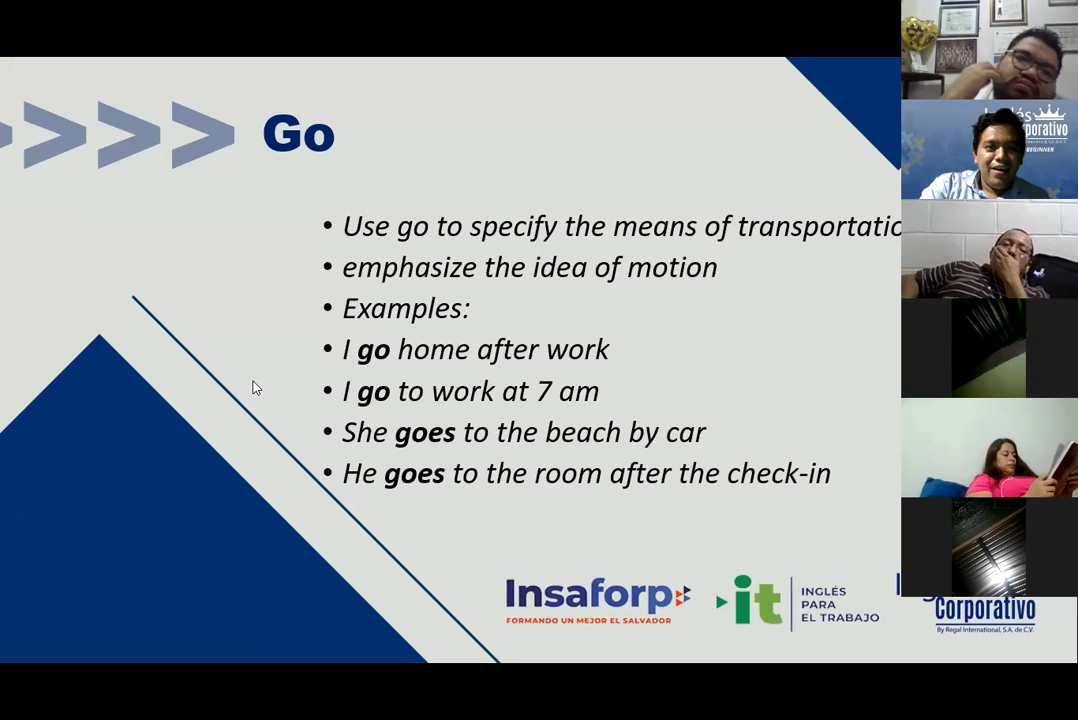 Go
• Use go to specify the means of transportatio
• emphasize the idea of motion
• Examples:
• I go home after work
• I go to work at 7 am
• She goes to the beach by car
• He goes to the room after the check-in
Insaforp
FORMANDO UN MEJOR EL SALVADOR
it
INGLÉS
PARA
EL TRABAJO
Corporativo
By Regal International, S.A. de C.V.
BEGINNER